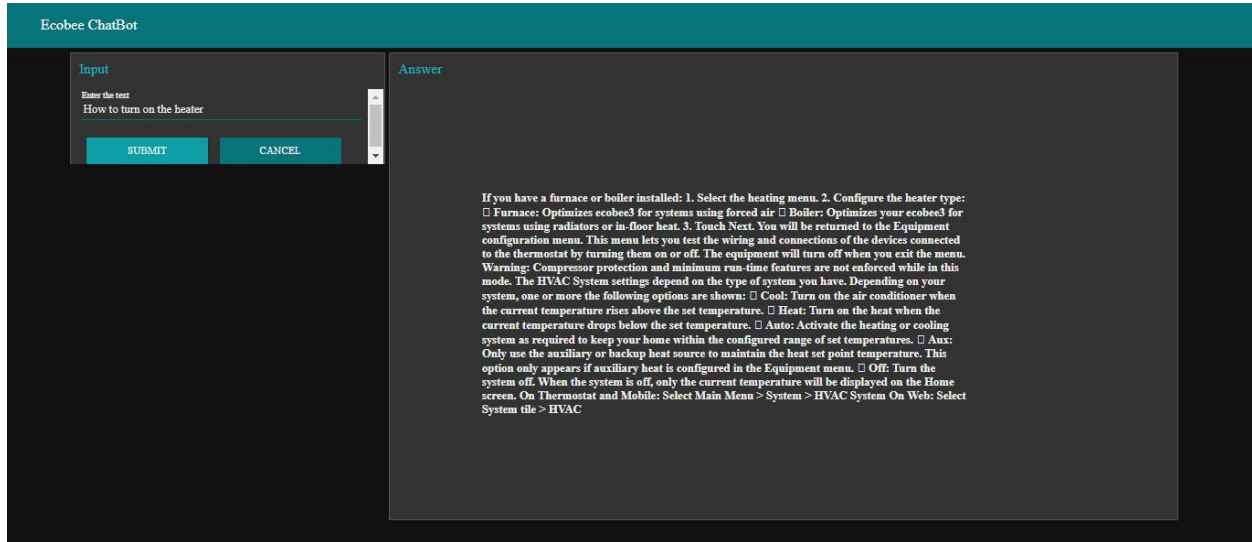 Ecobee ChatBot
Input
Enter the text
How to turn on the heater
SUBMIT CANCEL
Answer
If you have a furnace or boiler installed: 1. Select the heating menu. 2. Configure the heater type:
□ Furnace: Optimizes ecobee3 for systems using forced air □ Boiler: Optimizes your ecobee3 for
systems using radiators or in-floor heat. 3. Touch Next. You will be returned to the Equipment
configuration menu. This menu lets you test the wiring and connections of the devices connected
to the thermostat by turning them on or off. The equipment will turn off when you exit the menu.
Warning: Compressor protection and minimum run-time features are not enforced while in this
mode. The HVAC System settings depend on the type of system you have. Depending on your
system, one or more the following options are shown: □ Cool: Turn on the air conditioner when
the current temperature rises above the set temperature. □ Heat: Turn on the heat when the
current temperature drops below the set temperature. □ Auto: Activate the heating or cooling
system as required to keep your home within the configured range of set temperatures. □ Aux:
Only use the auxiliary or backup heat source to maintain the heat set point temperature. This
option only appears if auxiliary heat is configured in the Equipment menu. □ Off: Turn the
system off. When the system is off, only the current temperature will be displayed on the Home
screen. On Thermostat and Mobile: Select Main Menu > System > HVAC System On Web: Select
System tile > HVAC